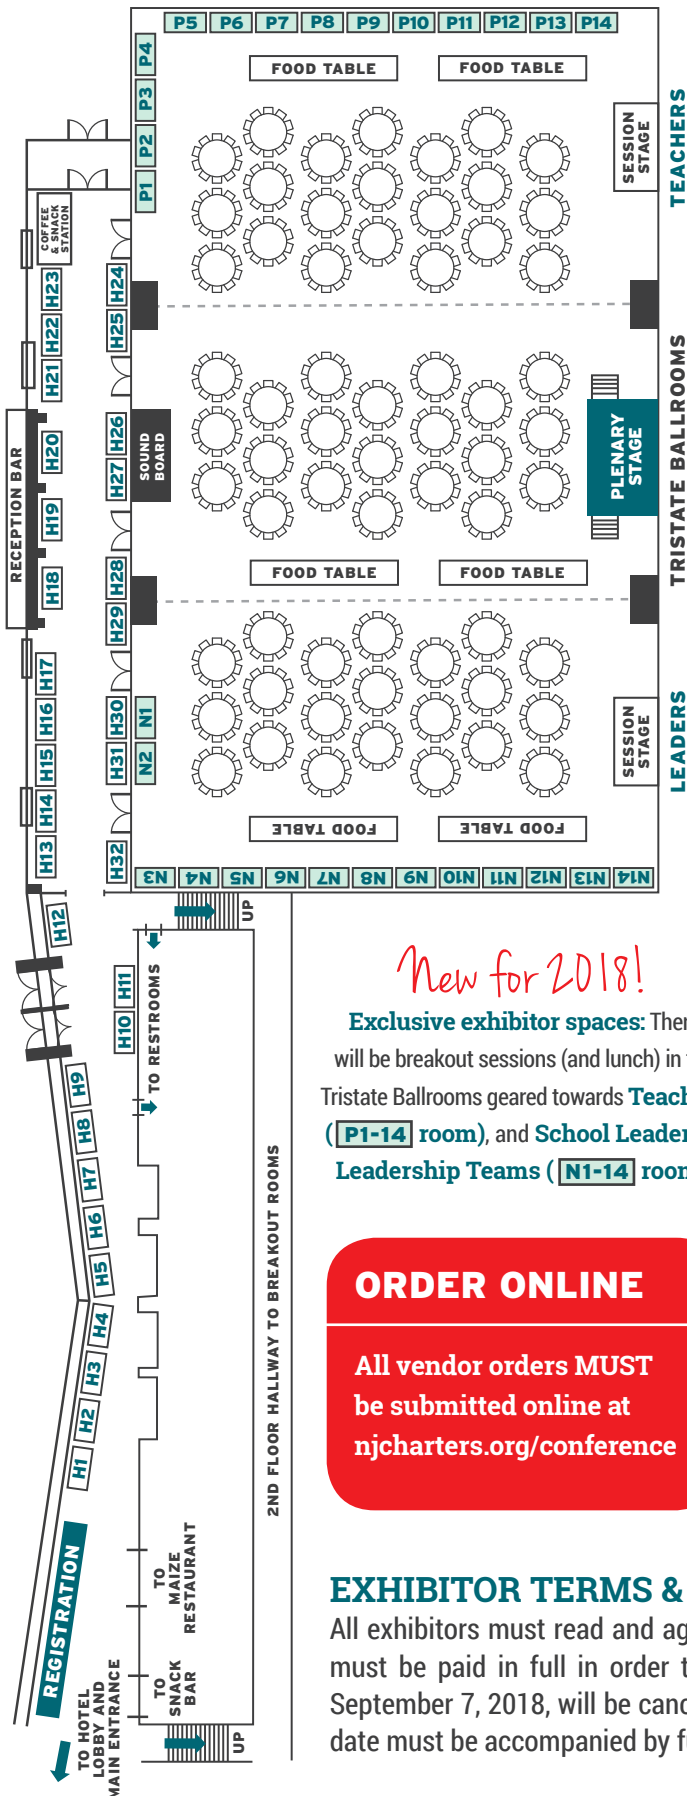 P5 P6 P7 P8 P9 P10 P11 P12 P13 P14
P4
P3
P2
P1
FOOD TABLE
FOOD TABLE
SESSION
STAGE
TEACHERS
COFFEE
& SNACK
STATION
H24
H25
H23
H22
H21
H26
H27
SOUND
BOARD
PLENARY
STAGE
TRISTATE BALLROOMS
RECEPTION BAR
H20
H19
H18
H28
H29
FOOD TABLE
FOOD TABLE
H17
H16
H15
H14
H13
H30
H31
H32
N1
N2
SESSION
STAGE
LEADERS
FOOD TABLE
FOOD TABLE
N3 N4 N5 N6 N7 N8 N9 N10 N11 N12 N13 N14
UP
H12
H11
H10
TO RESTROOMS
H9
H8
H7
H6
H5
H4
H3
H2
H1
2ND FLOOR HALLWAY TO BREAKOUT ROOMS
REGISTRATION
TO
MAIZE
RESTAURANT
TO
SNACK
BAR
UP
TO HOTEL
LOBBY AND
MAIN ENTRANCE
New for 2018!
Exclusive exhibitor spaces: Ther
will be breakout sessions (and lunch) in
Tristate Ballrooms geared towards Teach
( P1-14 room), and School Leader
Leadership Teams ( N1-14 room
ORDER ONLINE
All vendor orders MUST
be submitted online at
njcharters.org/conference
EXHIBITOR TERMS &
All exhibitors must read and ag
must be paid in full in order t
September 7, 2018, will be canc
date must be accompanied by f